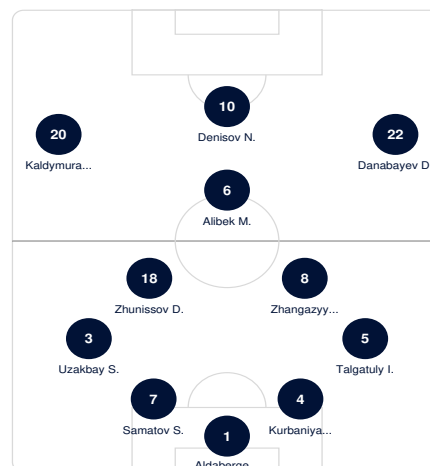 10
Denisov N.
20
Kaldymura...
22
Danabayev D
6
Alibek M.
18
Zhunissov D.
8
Zhangazyy...
3
Uzakbay S.
5
Talgatuly I.
7
Samatov S.
4
Kurbaniya...
1
Aldaberge...